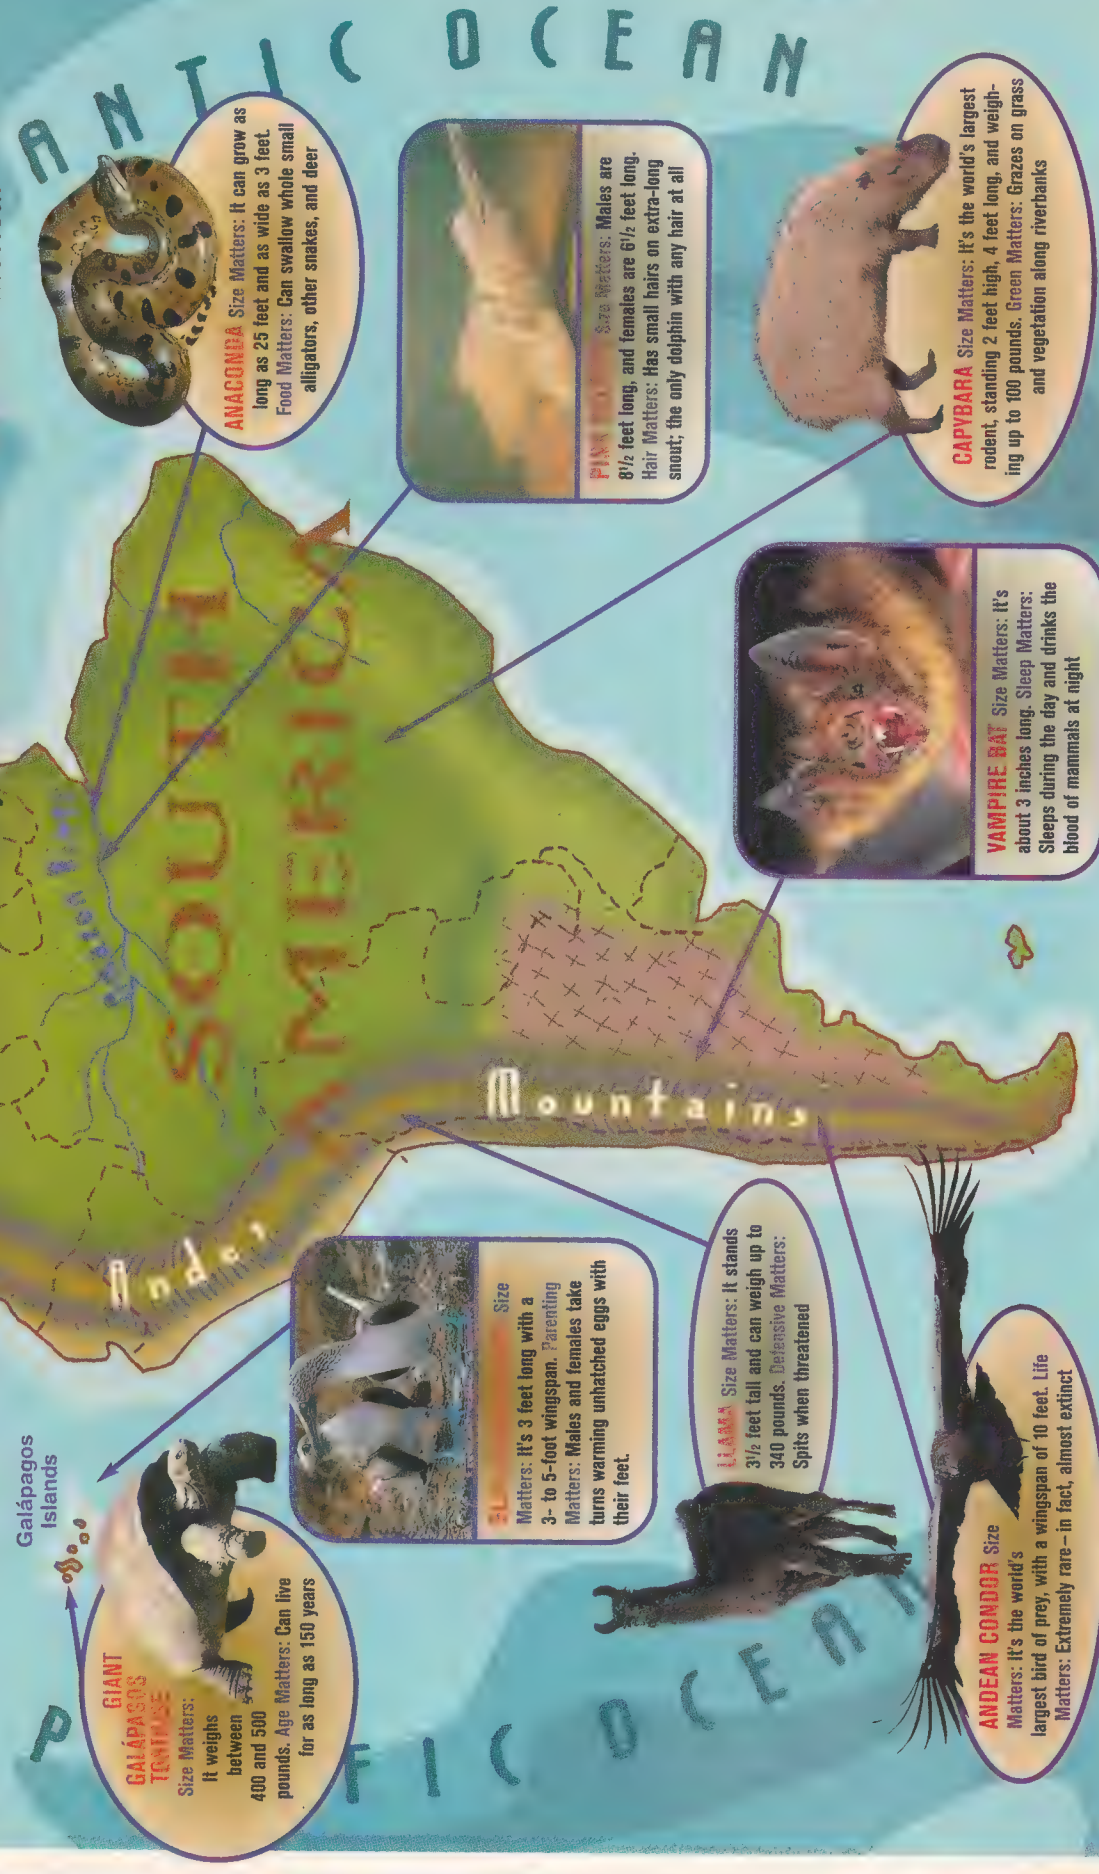 Galápagos
Islands
GIANT
GALÁPAGOS
TORTOISE
Size Matters:
It weighs
between
400 and 500
pounds. Age Matters: Can live
for as long as 150 years
Size
Matters: It's 3 feet long with a
3- to 5-foot wingspan. Parenting
Matters: Males and females take
turns warming unhatched eggs with
their feet.
LLAMA Size Matters: It stands
3½ feet tall and can weigh up to
340 pounds. Defensive Matters:
Spits when threatened
ANDEAN CONDOR Size
Matters: It's the world's
largest bird of prey, with a wingspan of 10 feet. Life
Matters: Extremely rare–in fact, almost extinct
P FIC OCEAN
Andes
Mountains
SOUTH
AMERICA
Amazon River
ANTIC OCEAN
ANACONDA Size Matters: It can grow as
long as 25 feet and as wide as 3 feet.
Food Matters: Can swallow whole small
alligators, other snakes, and deer
PINK Size Matters: Males are
8½ feet long, and females are 6½ feet long.
Hair Matters: Has small hairs on extra-long
snout; the only dolphin with any hair at all
CAPYBARA Size Matters: It's the world's largest
rodent, standing 2 feet high, 4 feet long, and weigh-
ing up to 100 pounds. Green Matters: Grazes on grass
and vegetation along riverbanks
VAMPIRE BAT Size Matters: It's
about 3 inches long. Sleep Matters:
Sleeps during the day and drinks the
blood of mammals at night